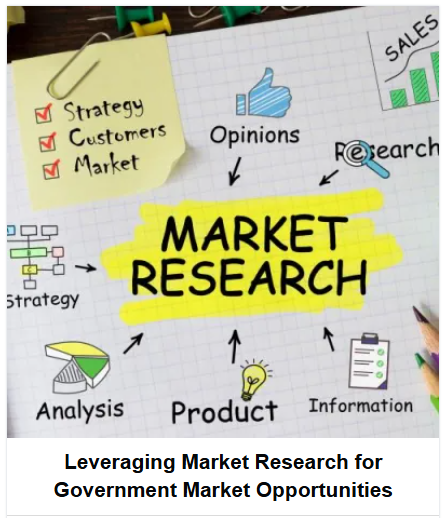 Strategy
Customers
Market
SALES
Opinions
Research
MARKET
RESEARCH
Strategy
Analysis
Product
Information
Leveraging Market Research for
Government Market Opportunities